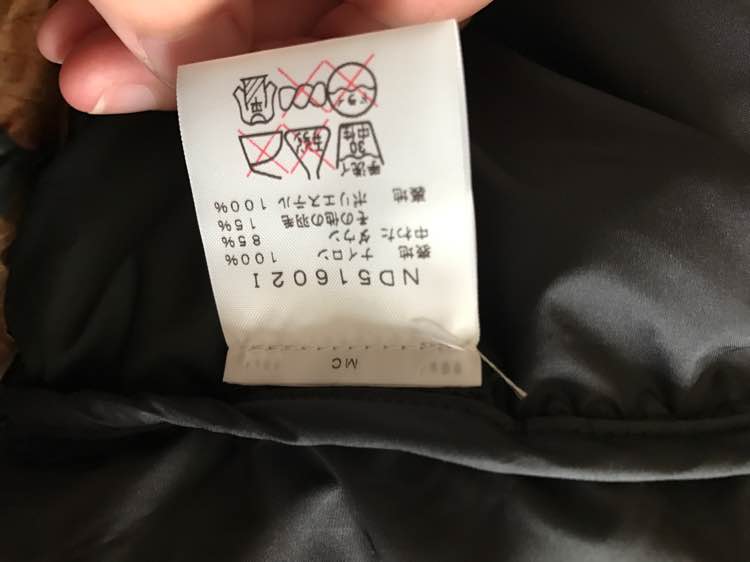 MC
ND51602I
表地 ナイロン 100%
中わた ダウン 85%
その他の羽毛 15%
裏地 ポリエステル 100%
手洗イ
30
中性
ドライ
平